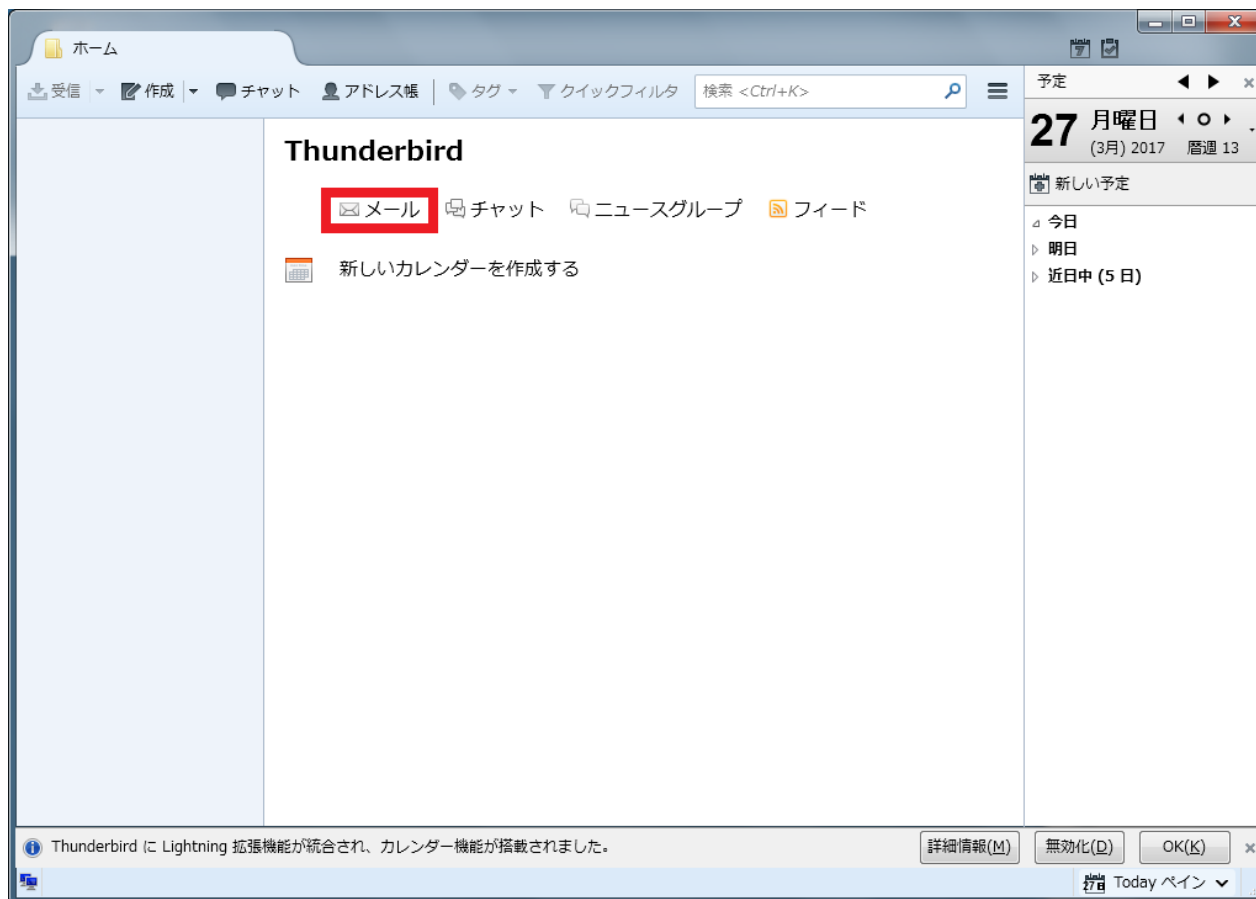 ホーム
受信 作成 チャット アドレス帳 タグ クイックフィルタ 検索 <Ctrl+K>
Thunderbird
メール チャット ニュースグループ フィード
新しいカレンダーを作成する
予定
27 月曜日
(3月) 2017 暦週 13
新しい予定
今日
明日
近日中 (5 日)
Thunderbird に Lightning 拡張機能が統合され、カレンダー機能が搭載されました。 詳細情報(M) 無効化(D) OK(K)
27 Today ペイン